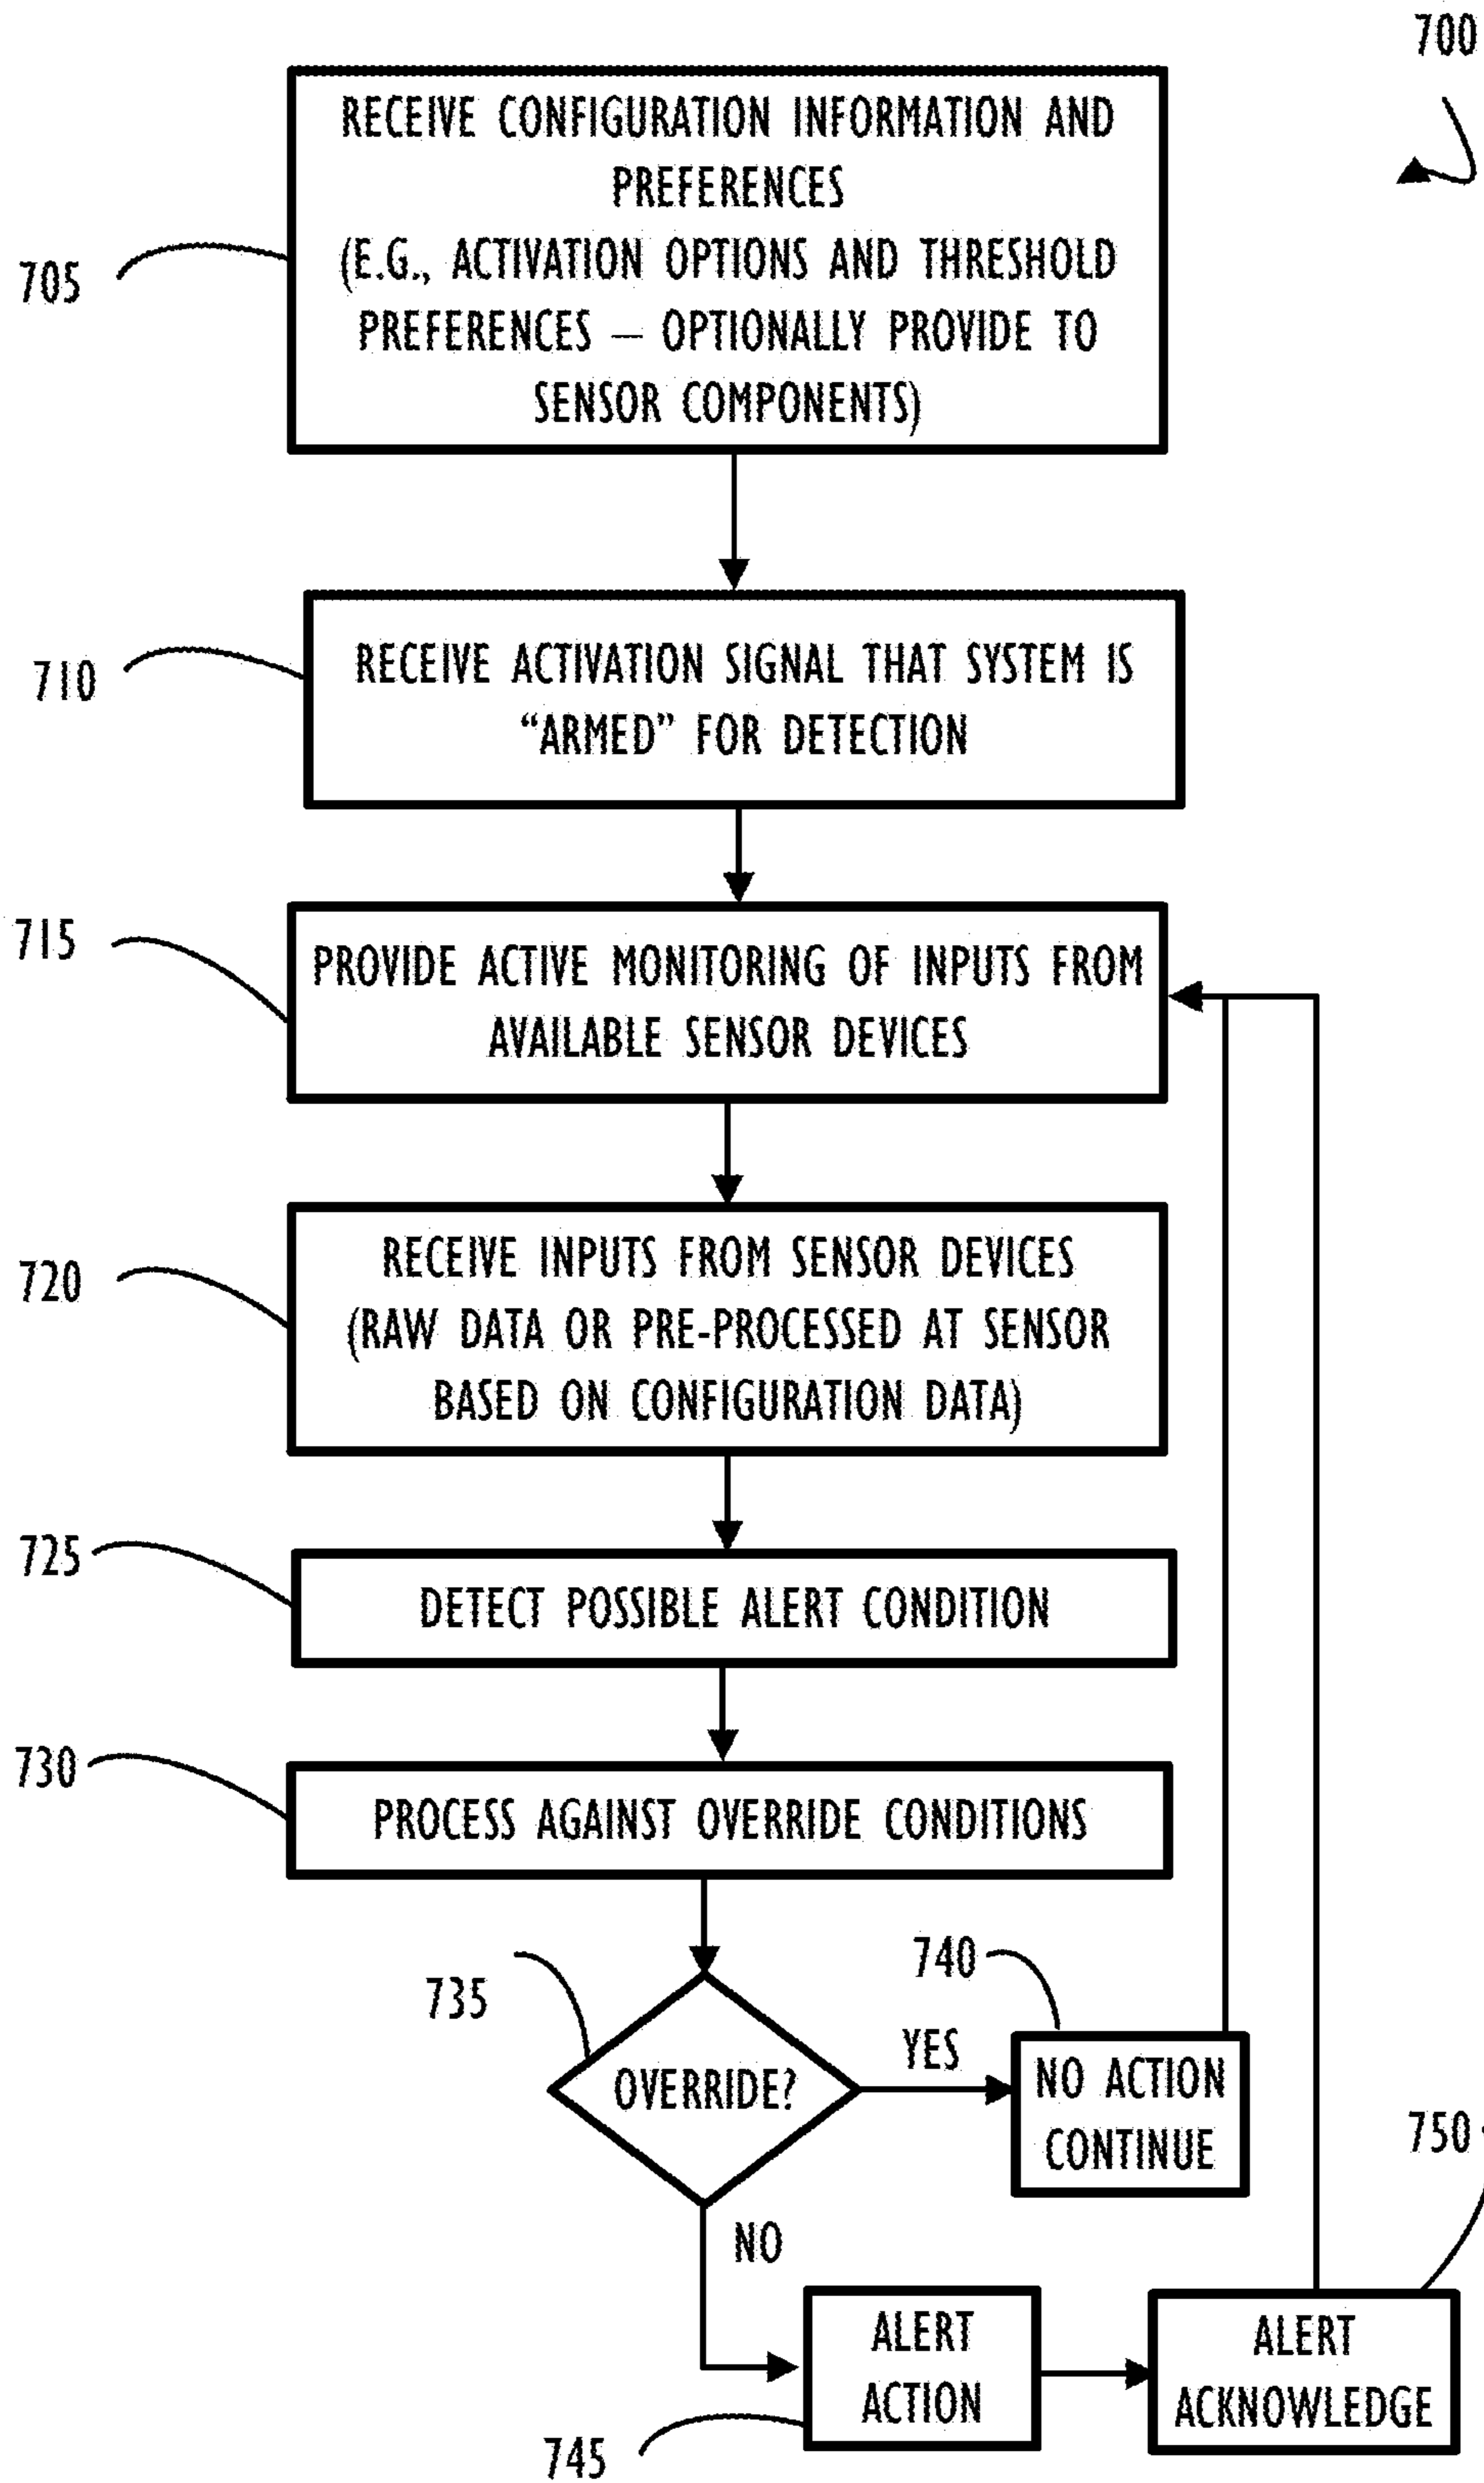 700
RECEIVE CONFIGURATION INFORMATION AND
PREFERENCES
(E.G., ACTIVATION OPTIONS AND THRESHOLD
PREFERENCES — OPTIONALLY PROVIDE TO
SENSOR COMPONENTS)
705
RECEIVE ACTIVATION SIGNAL THAT SYSTEM IS
“ARMED” FOR DETECTION
710
715
PROVIDE ACTIVE MONITORING OF INPUTS FROM
AVAILABLE SENSOR DEVICES
720
RECEIVE INPUTS FROM SENSOR DEVICES
(RAW DATA OR PRE-PROCESSED AT SENSOR
BASED ON CONFIGURATION DATA)
725
DETECT POSSIBLE ALERT CONDITION
730
PROCESS AGAINST OVERRIDE CONDITIONS
735
OVERRIDE?
YES
740
NO ACTION
CONTINUE
NO
745
ALERT
ACTION
750
ALERT
ACKNOWLEDGE